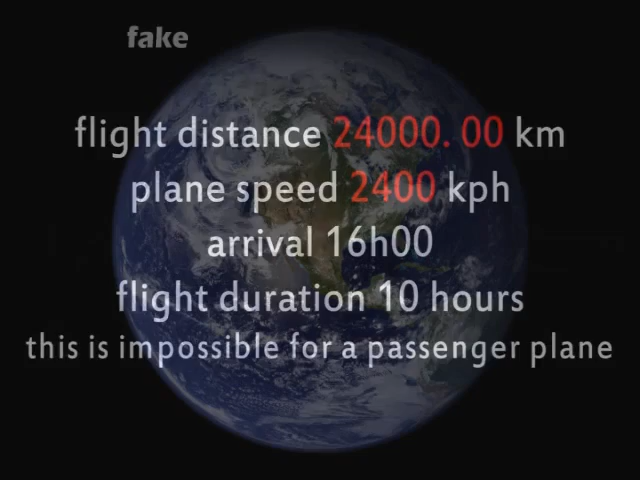 fake
flight distance 24000. 00 km
plane speed 2400 kph
arrival 16h00
flight duration 10 hours
this is impossible for a passenger plane